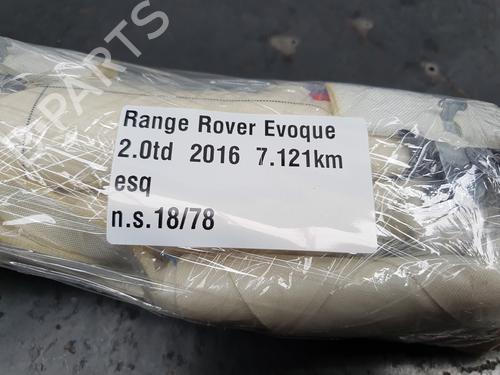 PARTS
Range Rover Evoque
2.0td 2016 7.121km
esq
n.s.18/78